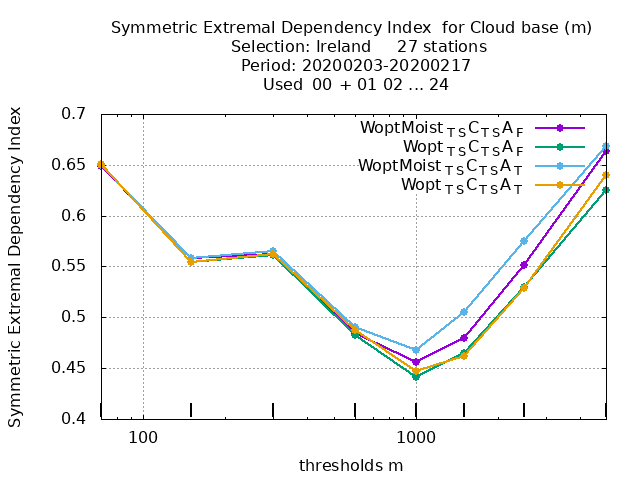 Symmetric Extremal Dependency Index  for Cloud base (m)
Selection: Ireland     27 stations
Period: 20200203-20200217
Used  00 + 01 02 ... 24
0.7
0.65
0.6
0.55
0.5
0.45
0.4
Symmetric Extremal Dependency Index
WoptMoist TS C TS A F
Wopt TS C TS A F
WoptMoist TS C TS A T
Wopt TS C TS A T
100
1000
thresholds m